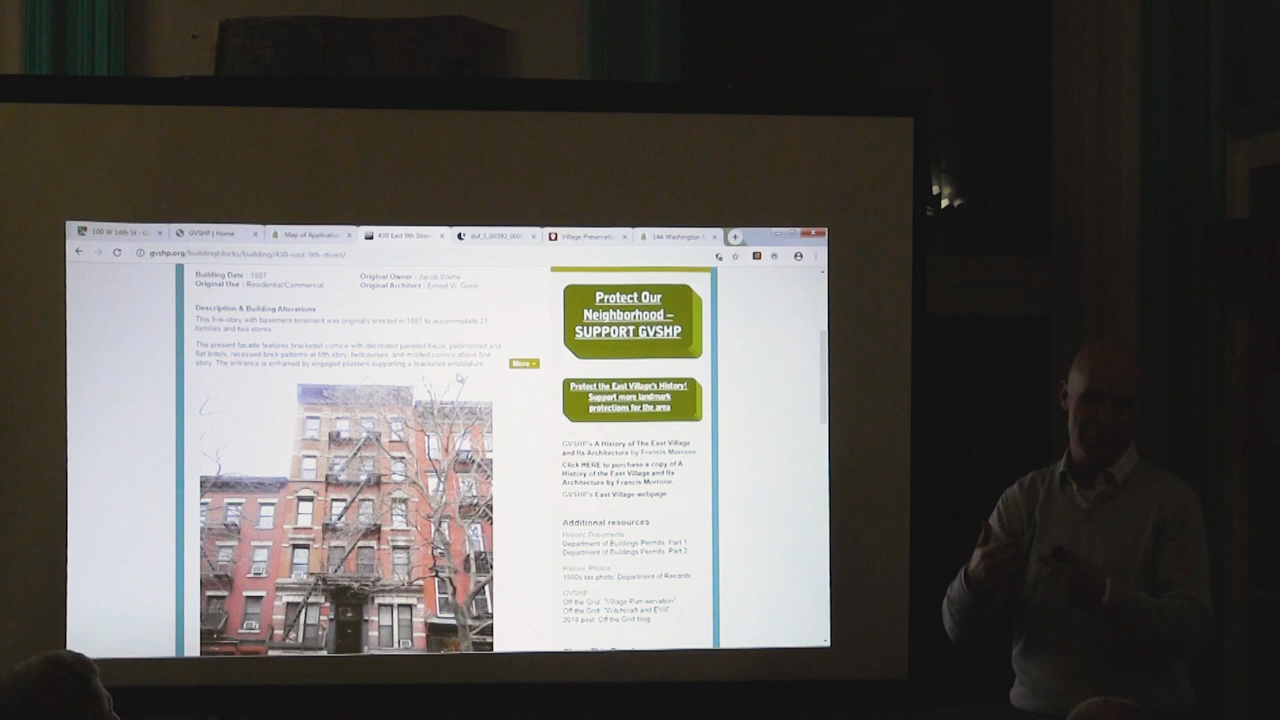 100 W 14th St - G
GVSHP | Home
Map of Applicatio
430 East 9th Stree
Village Preservati
14A Washington
gvshp.org/buildingblocks/building/430-east-9th-street/
Building Date : 1887
Original Use : Residential/Commercial
Original Owner : Jacob
Original Architect : Ernest W.
Description & Building Alterations
This five-story with basement tenement was originally erected in 1887 to accommodate 21
families and two stores.
The present facade features bracketed cornice with decorated paneled frieze, pedimented and
flat lintels, recessed brick patterns at fifth story, beltcourses, and molded cornice above first
story. The entrance is enframed by engaged pilasters supporting a bracketed entablature.
More
Protect Our
Neighborhood –
SUPPORT GVSHP
Protect the East Village's History!
Support more landmark
protections for the area
GVSHP's A History of The East Village
and Its Architecture by Francis Morrone
Click HERE to purchase a copy of A
History of the East Village and Its
Architecture by Francis Morrone.
GVSHP's East Village webpage
Additional resources
Historic Documents
Department of Buildings Permits, Part 1
Department of Buildings Permits, Part 2
Historic Photos
1980s tax photo, Department of Records
GVSHP
Off the Grid: "Village Purr-servation"
Off the Grid: "Witchcraft and EVill"
2018 post, Off the Grid blog